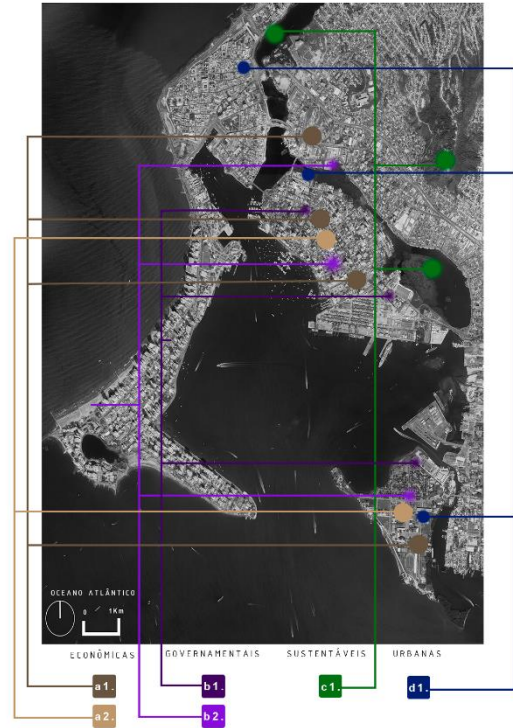 OCEANO ATLÂNTICO
0 1Km
ECONÔMICAS GOVERNAMENTAIS SUSTENTÁVEIS URBANAS
a1. b1. c1. d1.
a2. b2.